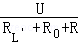 U
R_L' + R_0 + R